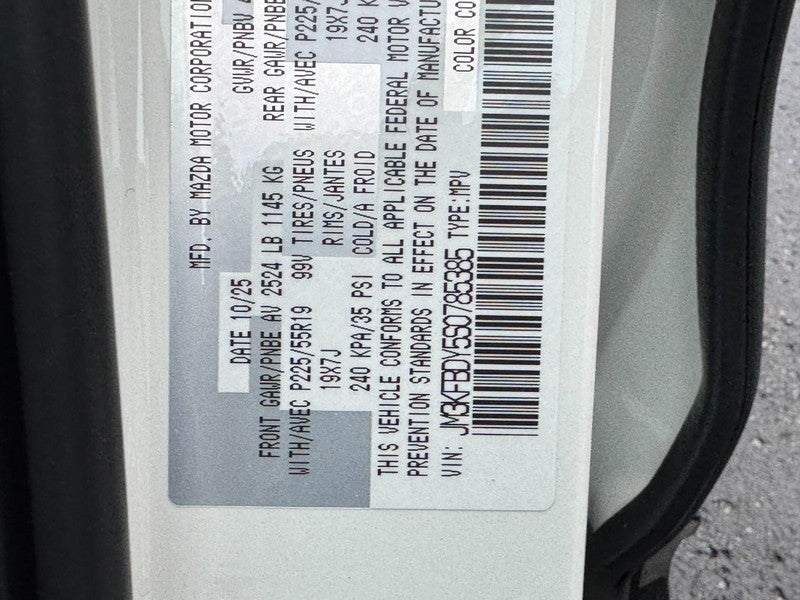 MFD. BY MAZDA MOTOR CORPORATION
DATE 10/25
GVWR/PNBV
FRONT GAWR/PNBE AV 2524 LB 1145 KG
REAR GAWR/PNBE
WITH/AVEC P225/55R19 99V TIRES/PNEUS WITH/AVEC P225/
19X7J RIMS/JANTES 19X7J
240 KPA/35 PSI COLD/A FROID 240 K
THIS VEHICLE CONFORMS TO ALL APPLICABLE FEDERAL MOTOR V
PREVENTION STANDARDS IN EFFECT ON THE DATE OF MANUFACTU
VIN: JM3KFBDY5S0785385 TYPE:MPV COLOR CO